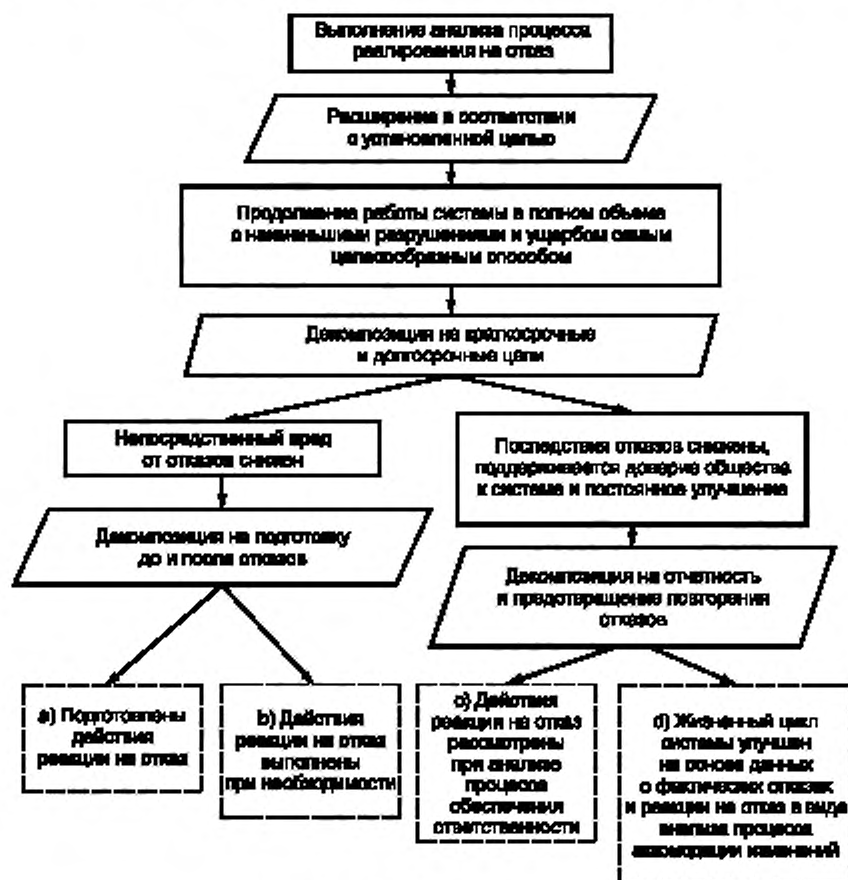 Выполнение анализа процесса
реагирования на отказ
Расширение в соответствии
с установленной целью
Продолжение работы системы в полном объеме
с наименьшими разрушениями и ущербом самым
целесообразным способом
Декомпозиция на краткосрочные
и долгосрочные цели
Непосредственный вред
от отказов снижен
Последствия отказов снижены,
поддерживается доверие общества
к системе и постоянное улучшение
Декомпозиция на подготовку
до и после отказов
Декомпозиция на отчетность
и предотвращение повторения
отказов
a) Подготовлены
действия
реакции на отказ
b) Действия
реакции на отказ
выполнены
при необходимости
c) Действия
реакции на отказ
рассмотрены
при анализе
процесса
обеспечения
ответственности
d) Жизненный цикл
системы улучшен
на основе данных
о фактических отказах
и реакции на отказ в виде
анализа процесса
аккомодации изменений